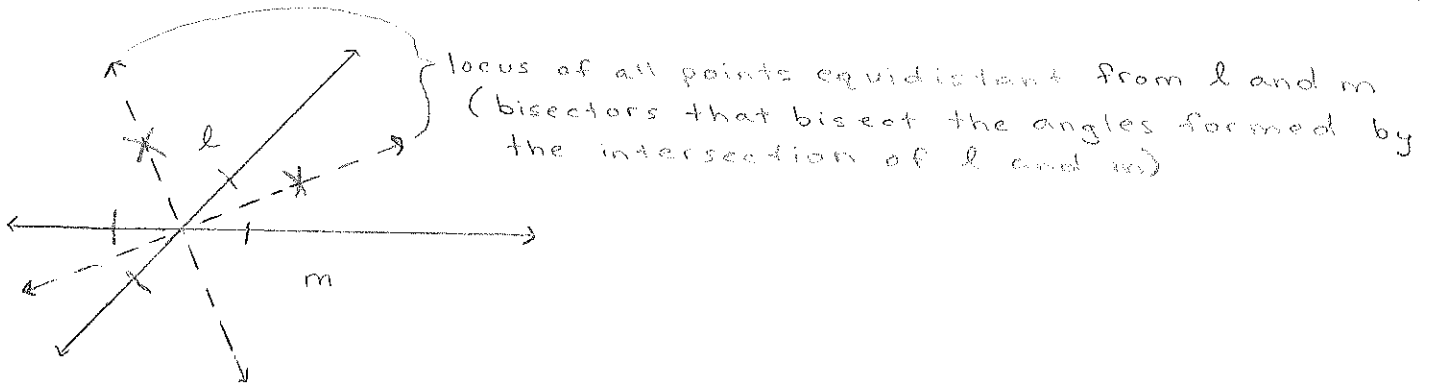 locus of all points equidistant from l and m
(bisectors that bisect the angles formed by
the intersection of l and m)
l
m